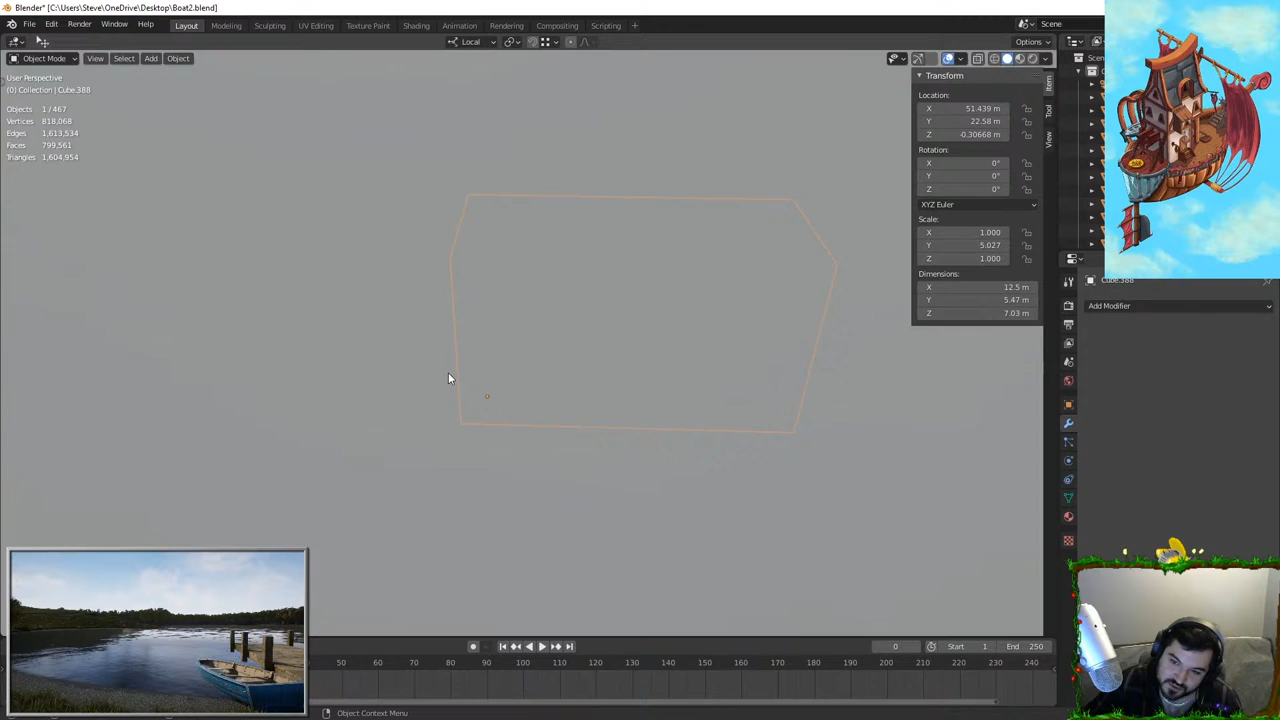 Blender* [C:\Users\Steve\OneDrive\Desktop\Boat2.blend]
File Edit Render Window Help Layout Modeling Sculpting UV Editing Texture Paint Shading Animation Rendering Compositing Scripting + Scene
Local Options
Object Mode View Select Add Object
User Perspective
(0) Collection | Cube.388
Objects 1 / 467
Vertices 818,068
Edges 1,613,534
Faces 799,561
Triangles 1,604,954
Transform
Location:
X 51.439 m
Y 22.58 m
Z -0.30668 m
Rotation:
X 0°
Y 0°
Z 0°
XYZ Euler
Scale:
X 1.000
Y 5.027
Z 1.000
Dimensions:
X 12.5 m
Y 5.47 m
Z 7.03 m
Item
Tool
View
Cube.388
Add Modifier
0 Start 1 End 250
50 60 70 80 90 100 110 120 130 140 150 160 170 180 190 200 210 220 230 240
Object Context Menu